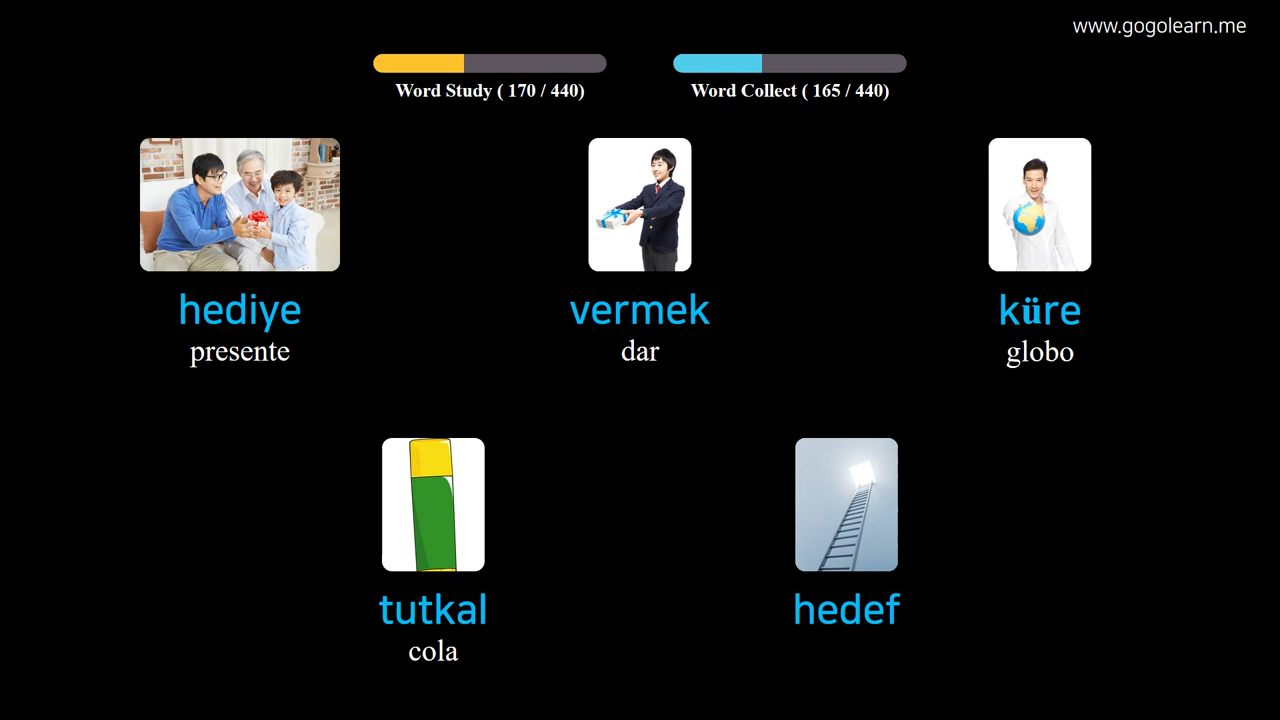 www.gogolearn.me
Word Study ( 170 / 440)
Word Collect ( 165 / 440)
hediye
presente
vermek
dar
küre
globo
tutkal
cola
hedef